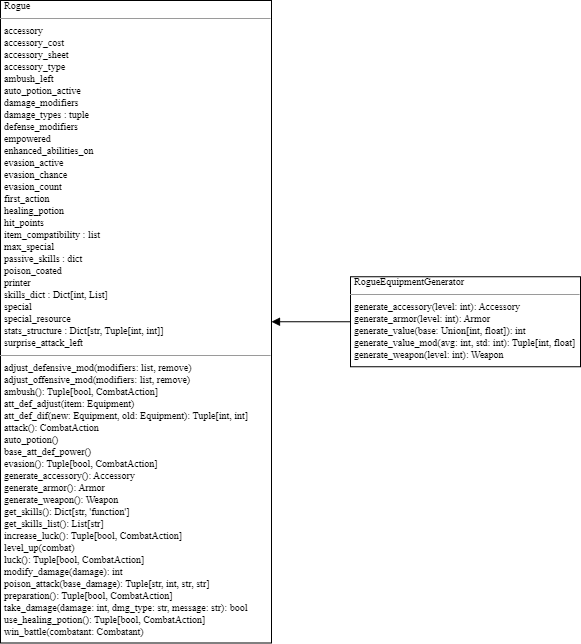 Rogue
accessory
accessory_cost
accessory_sheet
accessory_type
ambush_left
auto_potion_active
damage_modifiers
damage_types : tuple
defense_modifiers
empowered
enhanced_abilities_on
evasion_active
evasion_chance
evasion_count
first_action
healing_potion
hit_points
item_compatibility : list
max_special
passive_skills : dict
poison_coated
printer
skills_dict : Dict[int, List]
special
special_resource
stats_structure : Dict[str, Tuple[int, int]]
surprise_attack_left
adjust_defensive_mod(modifiers: list, remove)
adjust_offensive_mod(modifiers: list, remove)
ambush(): Tuple[bool, CombatAction]
att_def_adjust(item: Equipment)
att_def_dif(new: Equipment, old: Equipment): Tuple[int, int]
attack(): CombatAction
auto_potion()
base_att_def_power()
evasion(): Tuple[bool, CombatAction]
generate_accessory(): Accessory
generate_armor(): Armor
generate_weapon(): Weapon
get_skills(): Dict[str, 'function']
get_skills_list(): List[str]
increase_luck(): Tuple[bool, CombatAction]
level_up(combat)
luck(): Tuple[bool, CombatAction]
modify_damage(damage): int
poison_attack(base_damage): Tuple[str, int, str, str]
preparation(): Tuple[bool, CombatAction]
take_damage(damage: int, dmg_type: str, message: str): bool
use_healing_potion(): Tuple[bool, CombatAction]
win_battle(combatant: Combatant)
RogueEquipmentGenerator
generate_accessory(level: int): Accessory
generate_armor(level: int): Armor
generate_value(base: Union[int, float]): int
generate_value_mod(avg: int, std: int): Tuple[int, float]
generate_weapon(level: int): Weapon